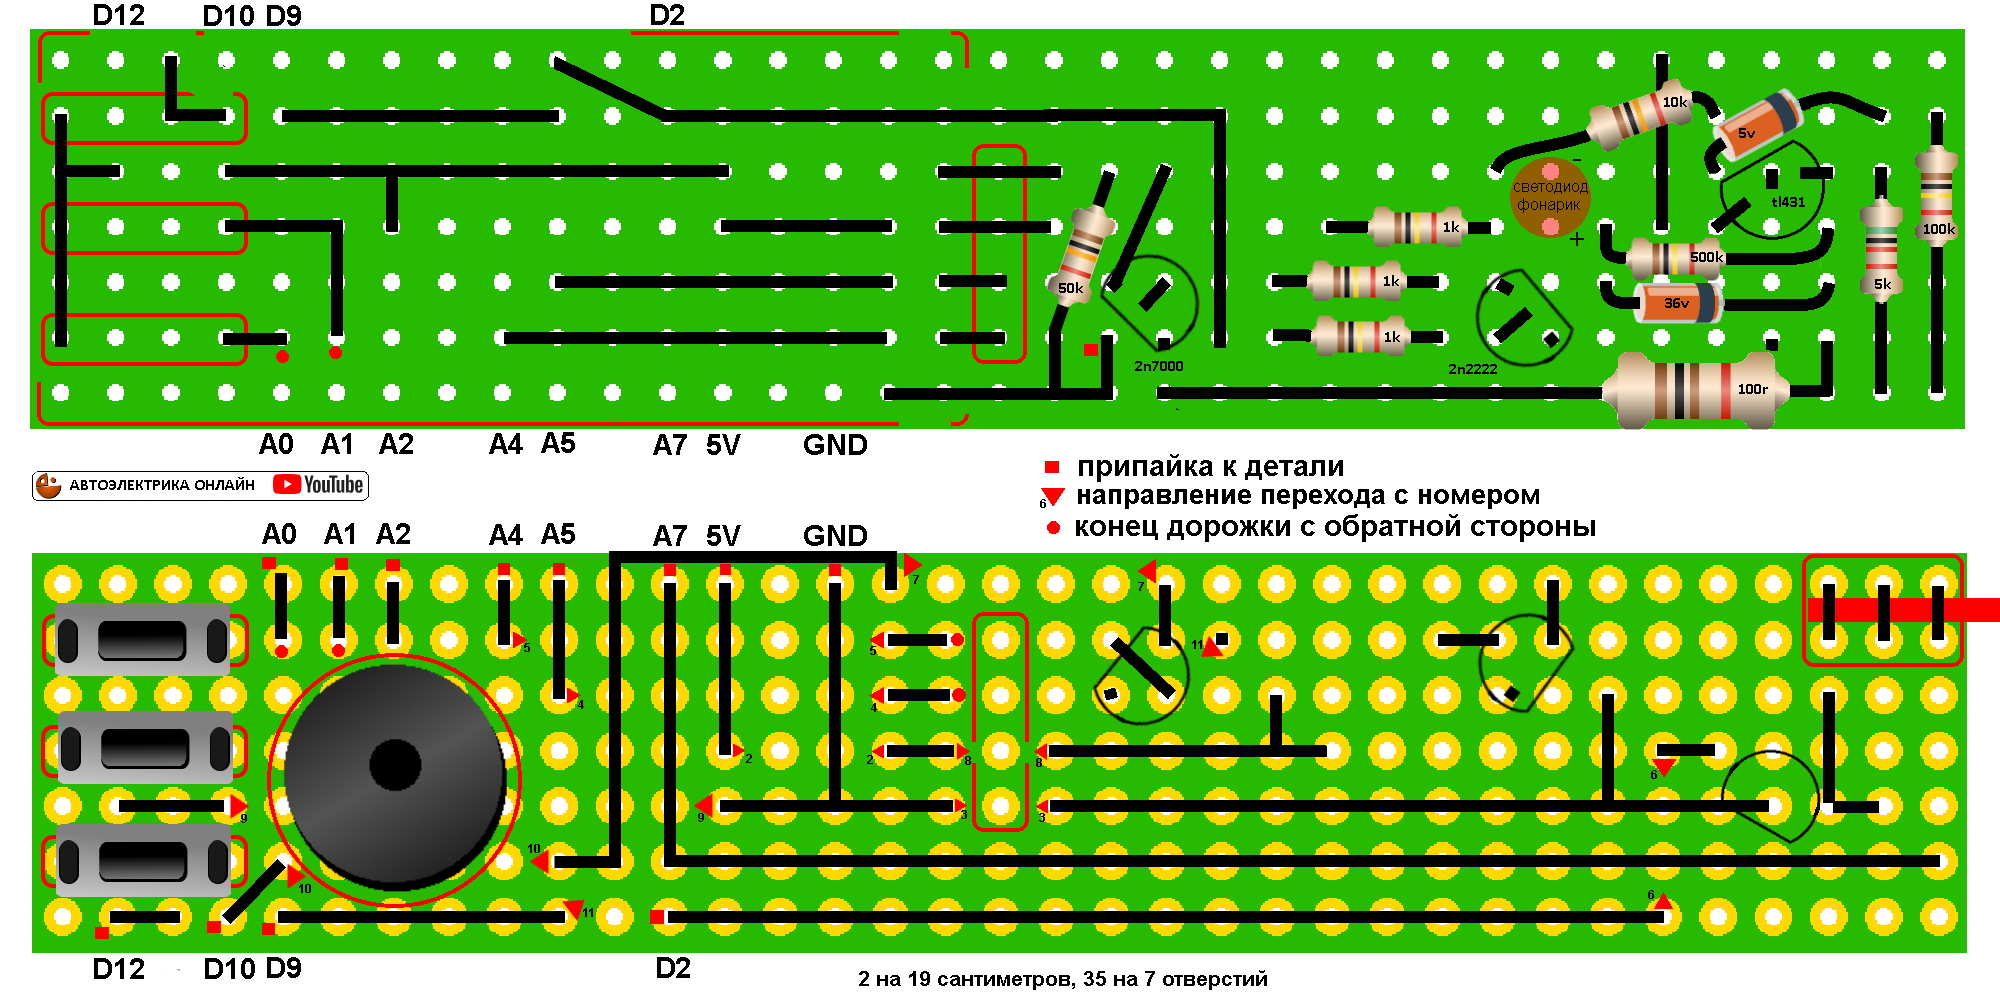 D12 D10 D9 D2
10k
5v
-
светодиод
фонарик
+
tl431
1k
500k
100k
50k
1k
36v
5k
1k
2n7000
2n2222
100r
A0 A1 A2 A4 A5 A7 5V GND
АВТОЭЛЕКТРИКА ОНЛАЙН YouTube
припайка к детали
6 направление перехода с номером
конец дорожки с обратной стороны
A0 A1 A2 A4 A5 A7 5V GND
7 7
5 5 11
4 4
2 2 8 8 6
9 9 3 3
10 10
11 6
D12 D10 D9 D2
2 на 19 сантиметров, 35 на 7 отверстий